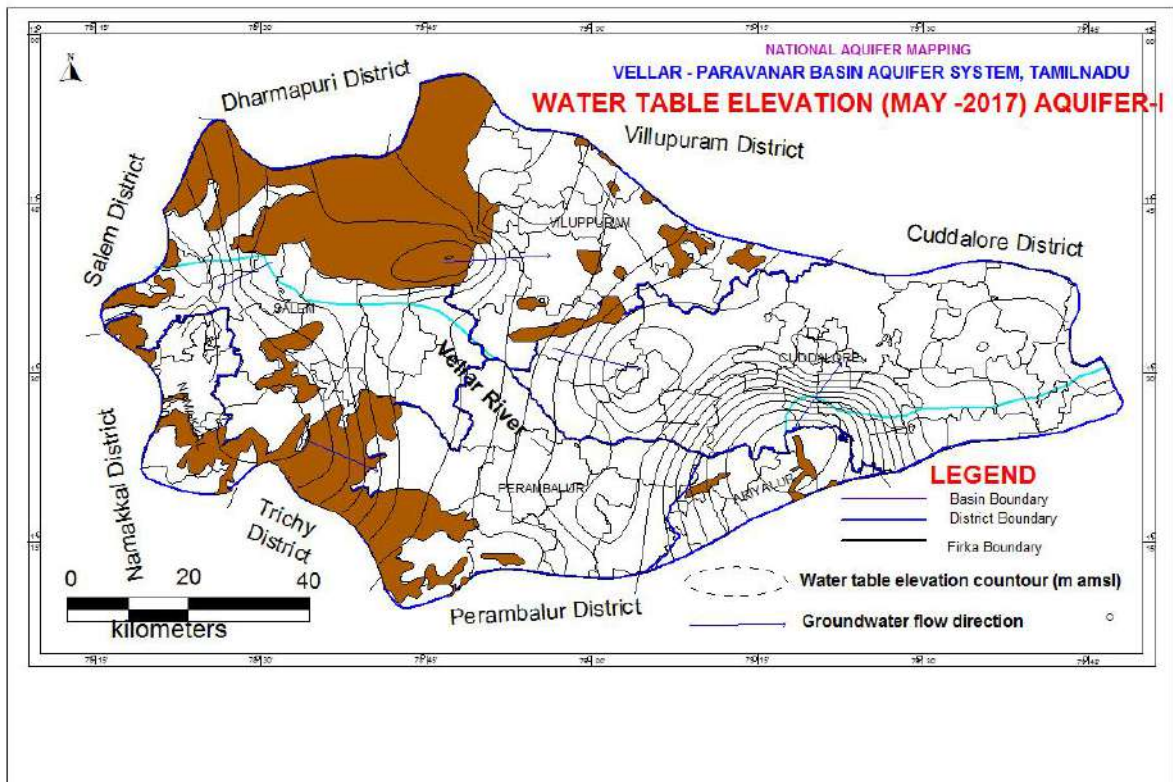 NATIONAL AQUIFER MAPPING
VELLAR - PARAVANAR BASIN AQUIFER SYSTEM, TAMILNADU
WATER TABLE ELEVATION (MAY -2017) AQUIFER-I
N
Dharmapuri District
Villupuram District
Salem District
Cuddalore District
VILUPPURAM
SALEM
CUDDALORE
Vellar River
Namakkal District
PERAMBALUR
ARIYALUR
Trichy
District
Perambalur District
LEGEND
Basin Boundary
District Boundary
Firka Boundary
Water table elevation countour (m amsl)
Groundwater flow direction
0 20 40
kilometers